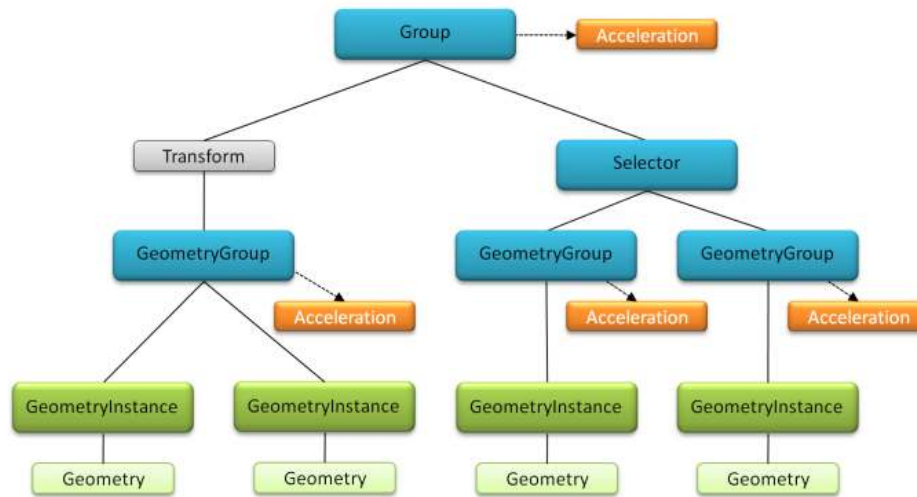 Group
Acceleration
Transform
Selector
GeometryGroup
GeometryGroup
GeometryGroup
Acceleration
Acceleration
Acceleration
GeometryInstance
GeometryInstance
GeometryInstance
GeometryInstance
Geometry
Geometry
Geometry
Geometry